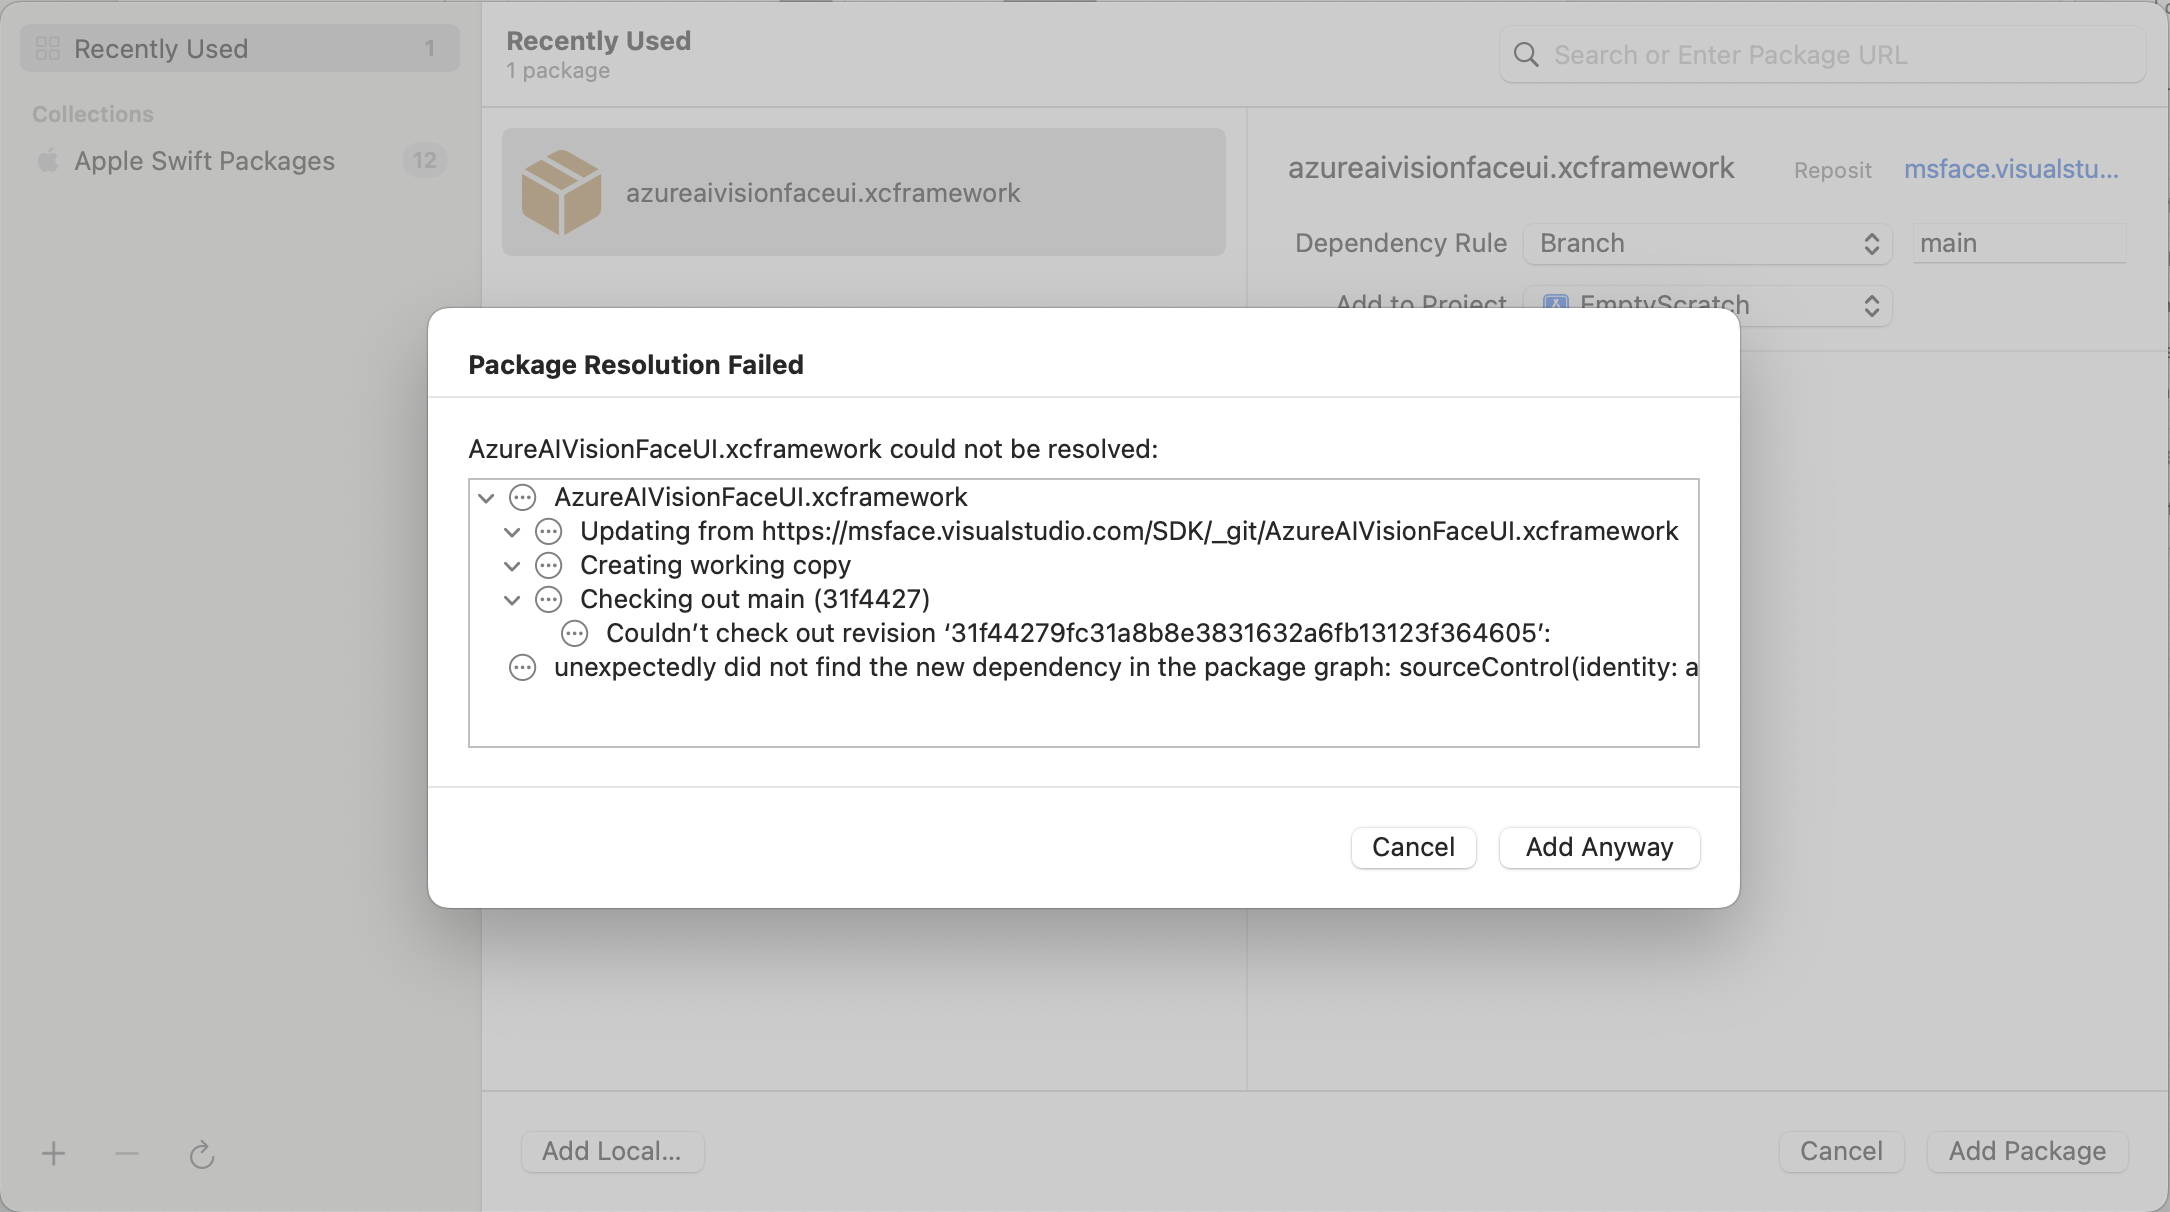 Recently Used 1
Collections
Apple Swift Packages 12
Recently Used
1 package
Search or Enter Package URL
azureaivisionfaceui.xcframework
azureaivisionfaceui.xcframework Reposit msface.visualstu...
Dependency Rule Branch main
Add to Project EmptyScratch
Package Resolution Failed
AzureAIVisionFaceUI.xcframework could not be resolved:
AzureAIVisionFaceUI.xcframework
Updating from https://msface.visualstudio.com/SDK/_git/AzureAIVisionFaceUI.xcframework
Creating working copy
Checking out main (31f4427)
Couldn’t check out revision ‘31f44279fc31a8b8e3831632a6fb13123f364605’:
unexpectedly did not find the new dependency in the package graph: sourceControl(identity: a
Cancel Add Anyway
Add Local...
Cancel Add Package